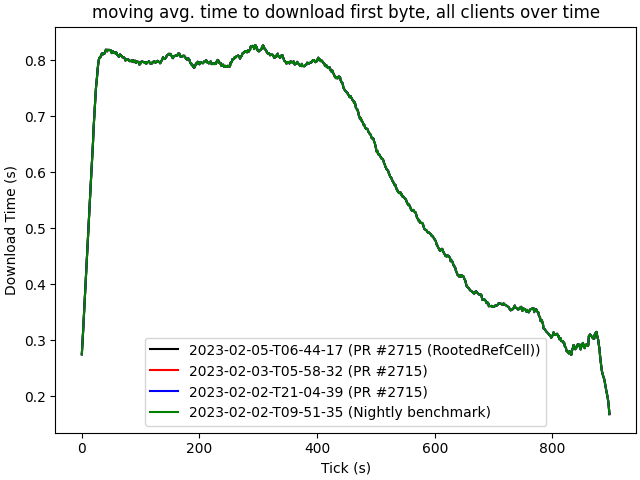 moving avg. time to download first byte, all clients over time
Download Time (s)
0.8
0.7
0.6
0.5
0.4
0.3
0.2
2023-02-05-T06-44-17 (PR #2715 (RootedRefCell))
2023-02-03-T05-58-32 (PR #2715)
2023-02-02-T21-04-39 (PR #2715)
2023-02-02-T09-51-35 (Nightly benchmark)
0 200 400 600 800
Tick (s)